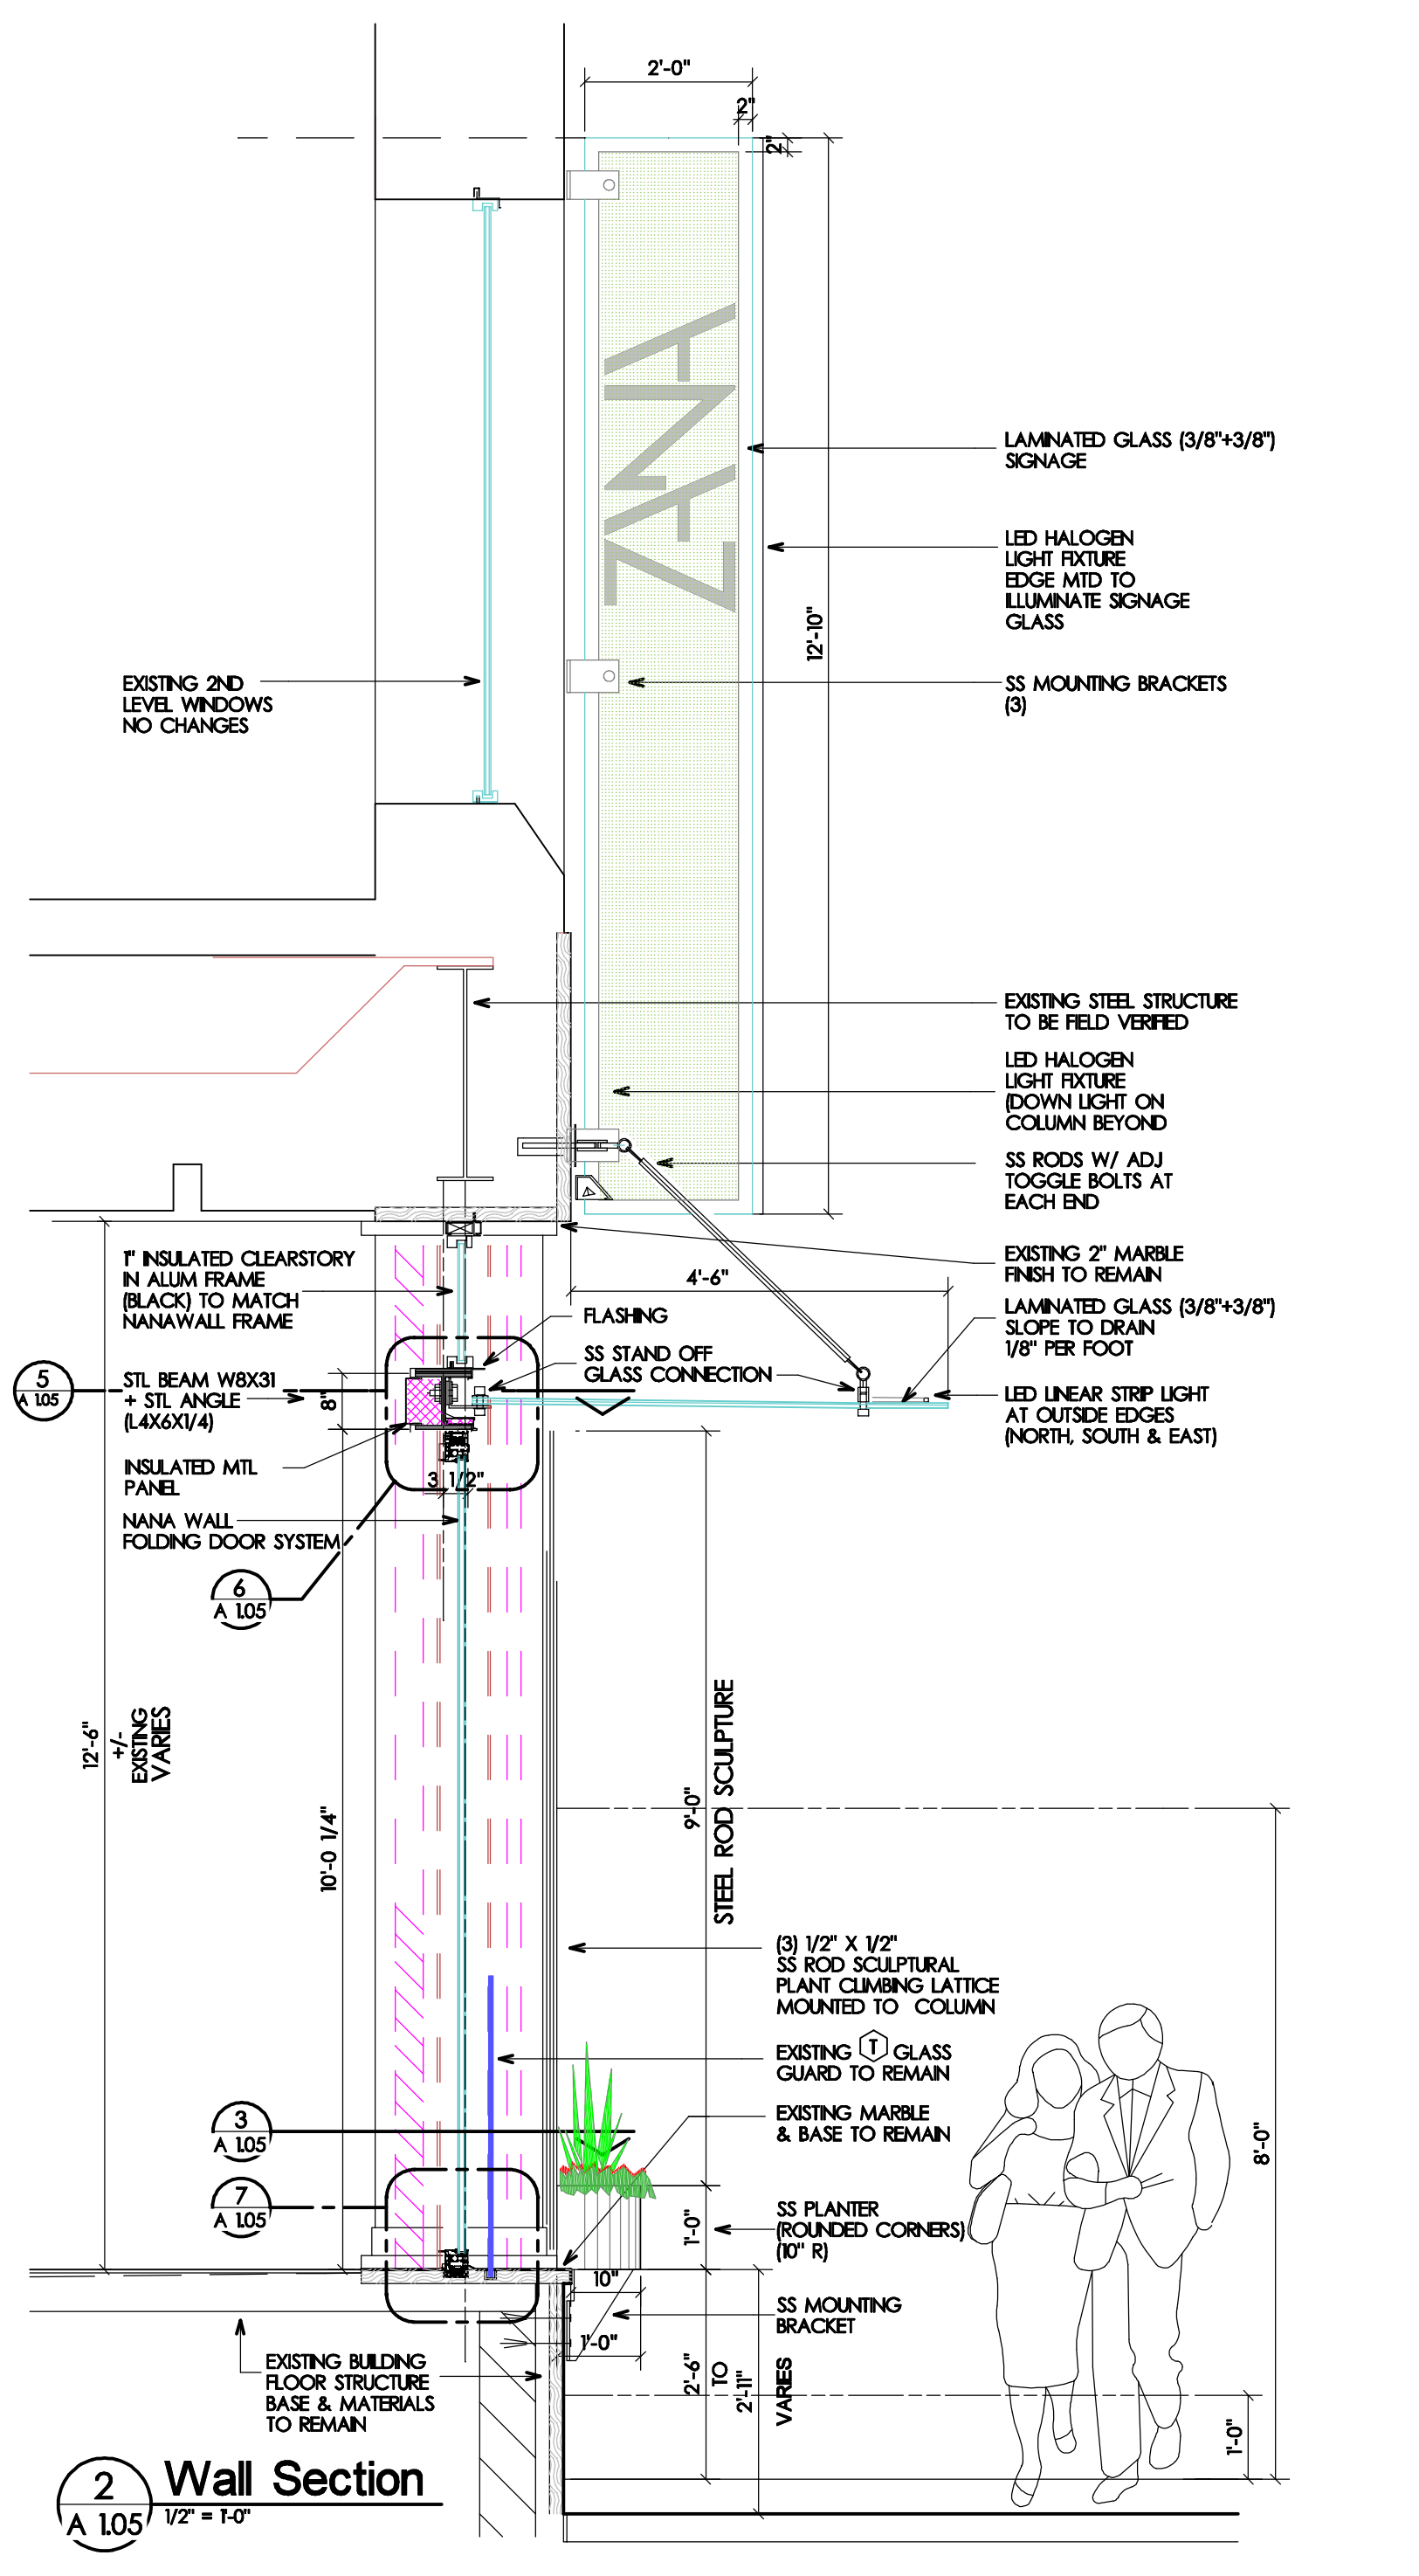 2'-0"
2"
2"
ZANA
12'-10"
LAMINATED GLASS (3/8"+3/8")
SIGNAGE
LED HALOGEN
LIGHT FIXTURE
EDGE MTD TO
ILLUMINATE SIGNAGE
GLASS
EXISTING 2ND
LEVEL WINDOWS
NO CHANGES
SS MOUNTING BRACKETS
(3)
EXISTING STEEL STRUCTURE
TO BE FIELD VERIFIED
LED HALOGEN
LIGHT FIXTURE
(DOWN LIGHT ON
COLUMN BEYOND
SS RODS W/ ADJ
TOGGLE BOLTS AT
EACH END
EXISTING 2" MARBLE
FINISH TO REMAIN
1" INSULATED CLEARSTORY
IN ALUM FRAME
(BLACK) TO MATCH
NANAWALL FRAME
4'-6"
LAMINATED GLASS (3/8"+3/8")
SLOPE TO DRAIN
1/8" PER FOOT
FLASHING
SS STAND OFF
GLASS CONNECTION
5
A 1.05
STL BEAM W8X31
+ STL ANGLE
(L4X6X1/4)
8"
LED LINEAR STRIP LIGHT
AT OUTSIDE EDGES
(NORTH, SOUTH & EAST)
INSULATED MTL
PANEL
3 1/2"
NANA WALL
FOLDING DOOR SYSTEM
6
A 1.05
12'-6"
+/-
EXISTING
VARIES
10'-0 1/4"
9'-0"
STEEL ROD SCULPTURE
(3) 1/2" X 1/2"
SS ROD SCULPTURAL
PLANT CLIMBING LATTICE
MOUNTED TO COLUMN
EXISTING T GLASS
GUARD TO REMAIN
EXISTING MARBLE
& BASE TO REMAIN
3
A 1.05
8'-0"
7
A 1.05
1'-0"
SS PLANTER
(ROUNDED CORNERS)
(10" R)
10"
SS MOUNTING
BRACKET
1'-0"
EXISTING BUILDING
FLOOR STRUCTURE
BASE & MATERIALS
TO REMAIN
2'-6"
TO
2'-11"
VARIES
1'-0"
2
A 1.05
Wall Section
1/2" = 1'-0"